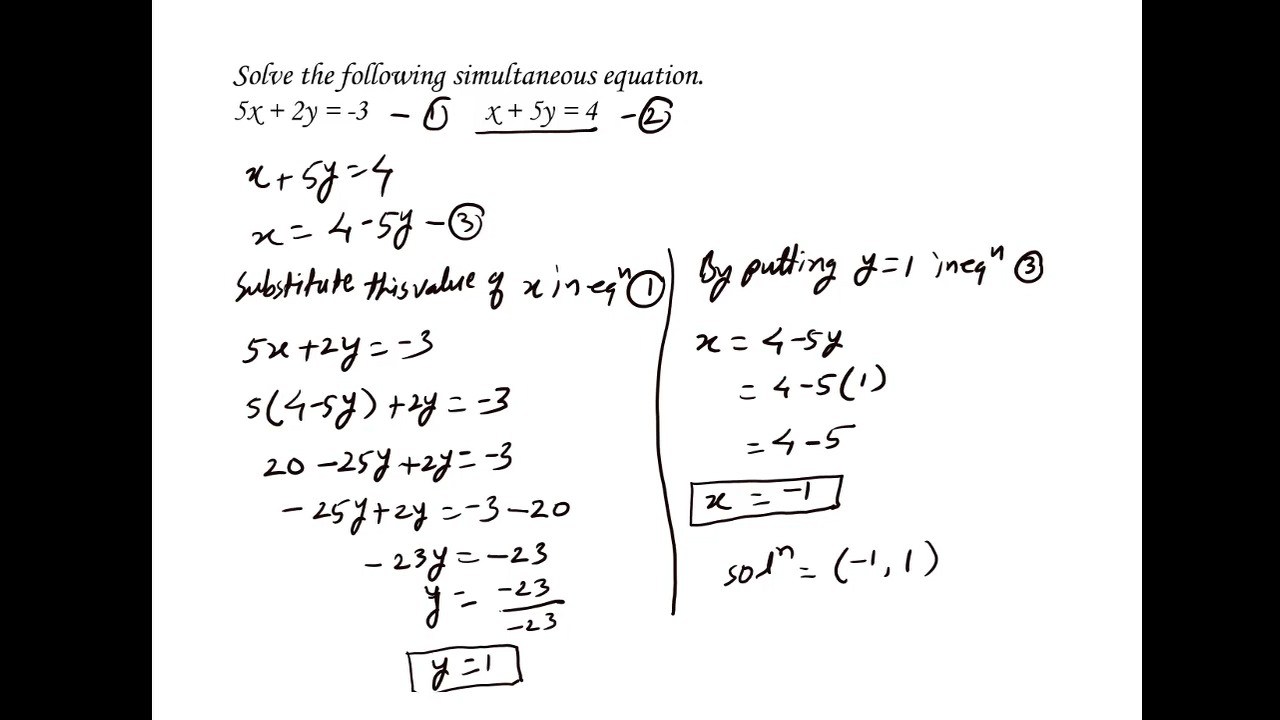 Solve the following simultaneous equation.
5x + 2y = -3 - ① x + 5y = 4 - ②
x + 5y = 4
x = 4 - 5y - ③
Substitute this value of x in eqⁿ ①
5x + 2y = -3
5(4-5y) + 2y = -3
20 - 25y + 2y = -3
- 25y + 2y = -3 - 20
- 23y = -23
y = -23/-23
y = 1
By putting y = 1 in eqⁿ ③
x = 4 - 5y
= 4 - 5(1)
= 4 - 5
x = -1
solⁿ = (-1, 1)